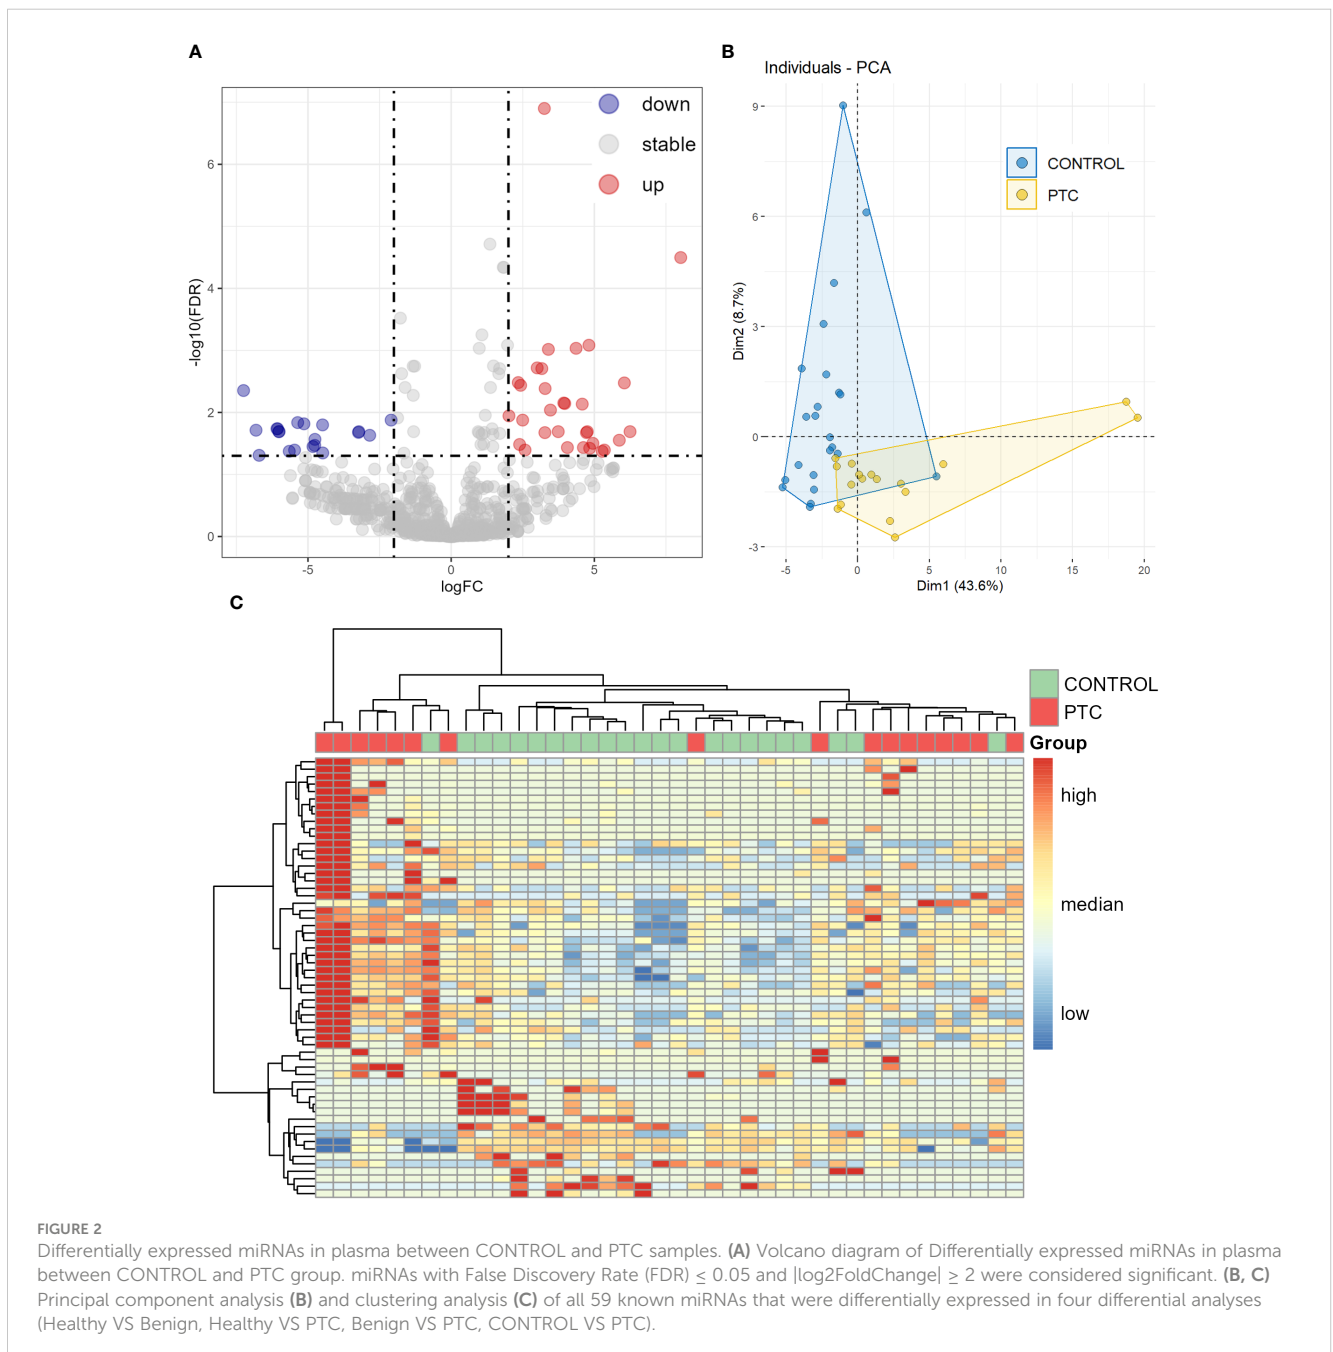 A
down
stable
up
6
4
2
0
-log10(FDR)
-5
0
5
logFC
B
Individuals - PCA
CONTROL
PTC
9
6
3
0
-3
Dim2 (8.7%)
-5
0
5
10
15
20
Dim1 (43.6%)
C
CONTROL
PTC
Group
high
median
low
FIGURE 2
Differentially expressed miRNAs in plasma between CONTROL and PTC samples. (A) Volcano diagram of Differentially expressed miRNAs in plasma
between CONTROL and PTC group. miRNAs with False Discovery Rate (FDR) ≤ 0.05 and |log2FoldChange| ≥ 2 were considered significant. (B, C)
Principal component analysis (B) and clustering analysis (C) of all 59 known miRNAs that were differentially expressed in four differential analyses
(Healthy VS Benign, Healthy VS PTC, Benign VS PTC, CONTROL VS PTC).